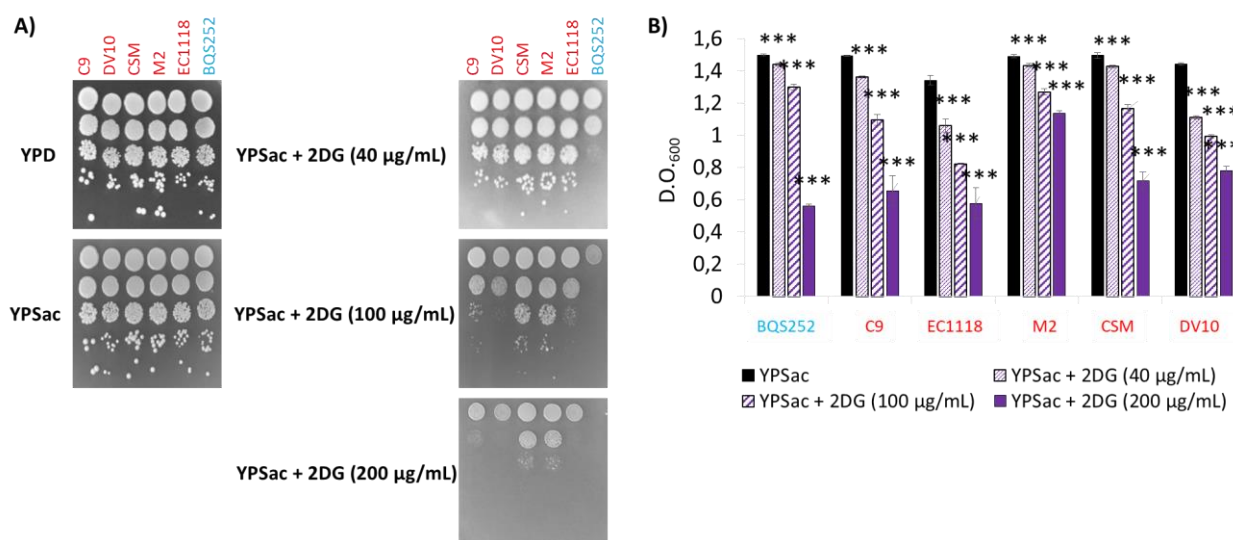 A)
C9 DV10 CSM M2 EC1118 BQS252
C9 DV10 CSM M2 EC1118 BQS252
YPD
YPSac + 2DG (40 µg/mL)
YPSac
YPSac + 2DG (100 µg/mL)
YPSac + 2DG (200 µg/mL)
B)
D.O.600
1,6
1,4
1,2
1
0,8
0,6
0,4
0,2
0
*** *** ***
*** *** ***
*** *** ***
*** *** ***
*** *** ***
*** *** ***
BQS252 C9 EC1118 M2 CSM DV10
YPSac YPSac + 2DG (40 µg/mL)
YPSac + 2DG (100 µg/mL) YPSac + 2DG (200 µg/mL)